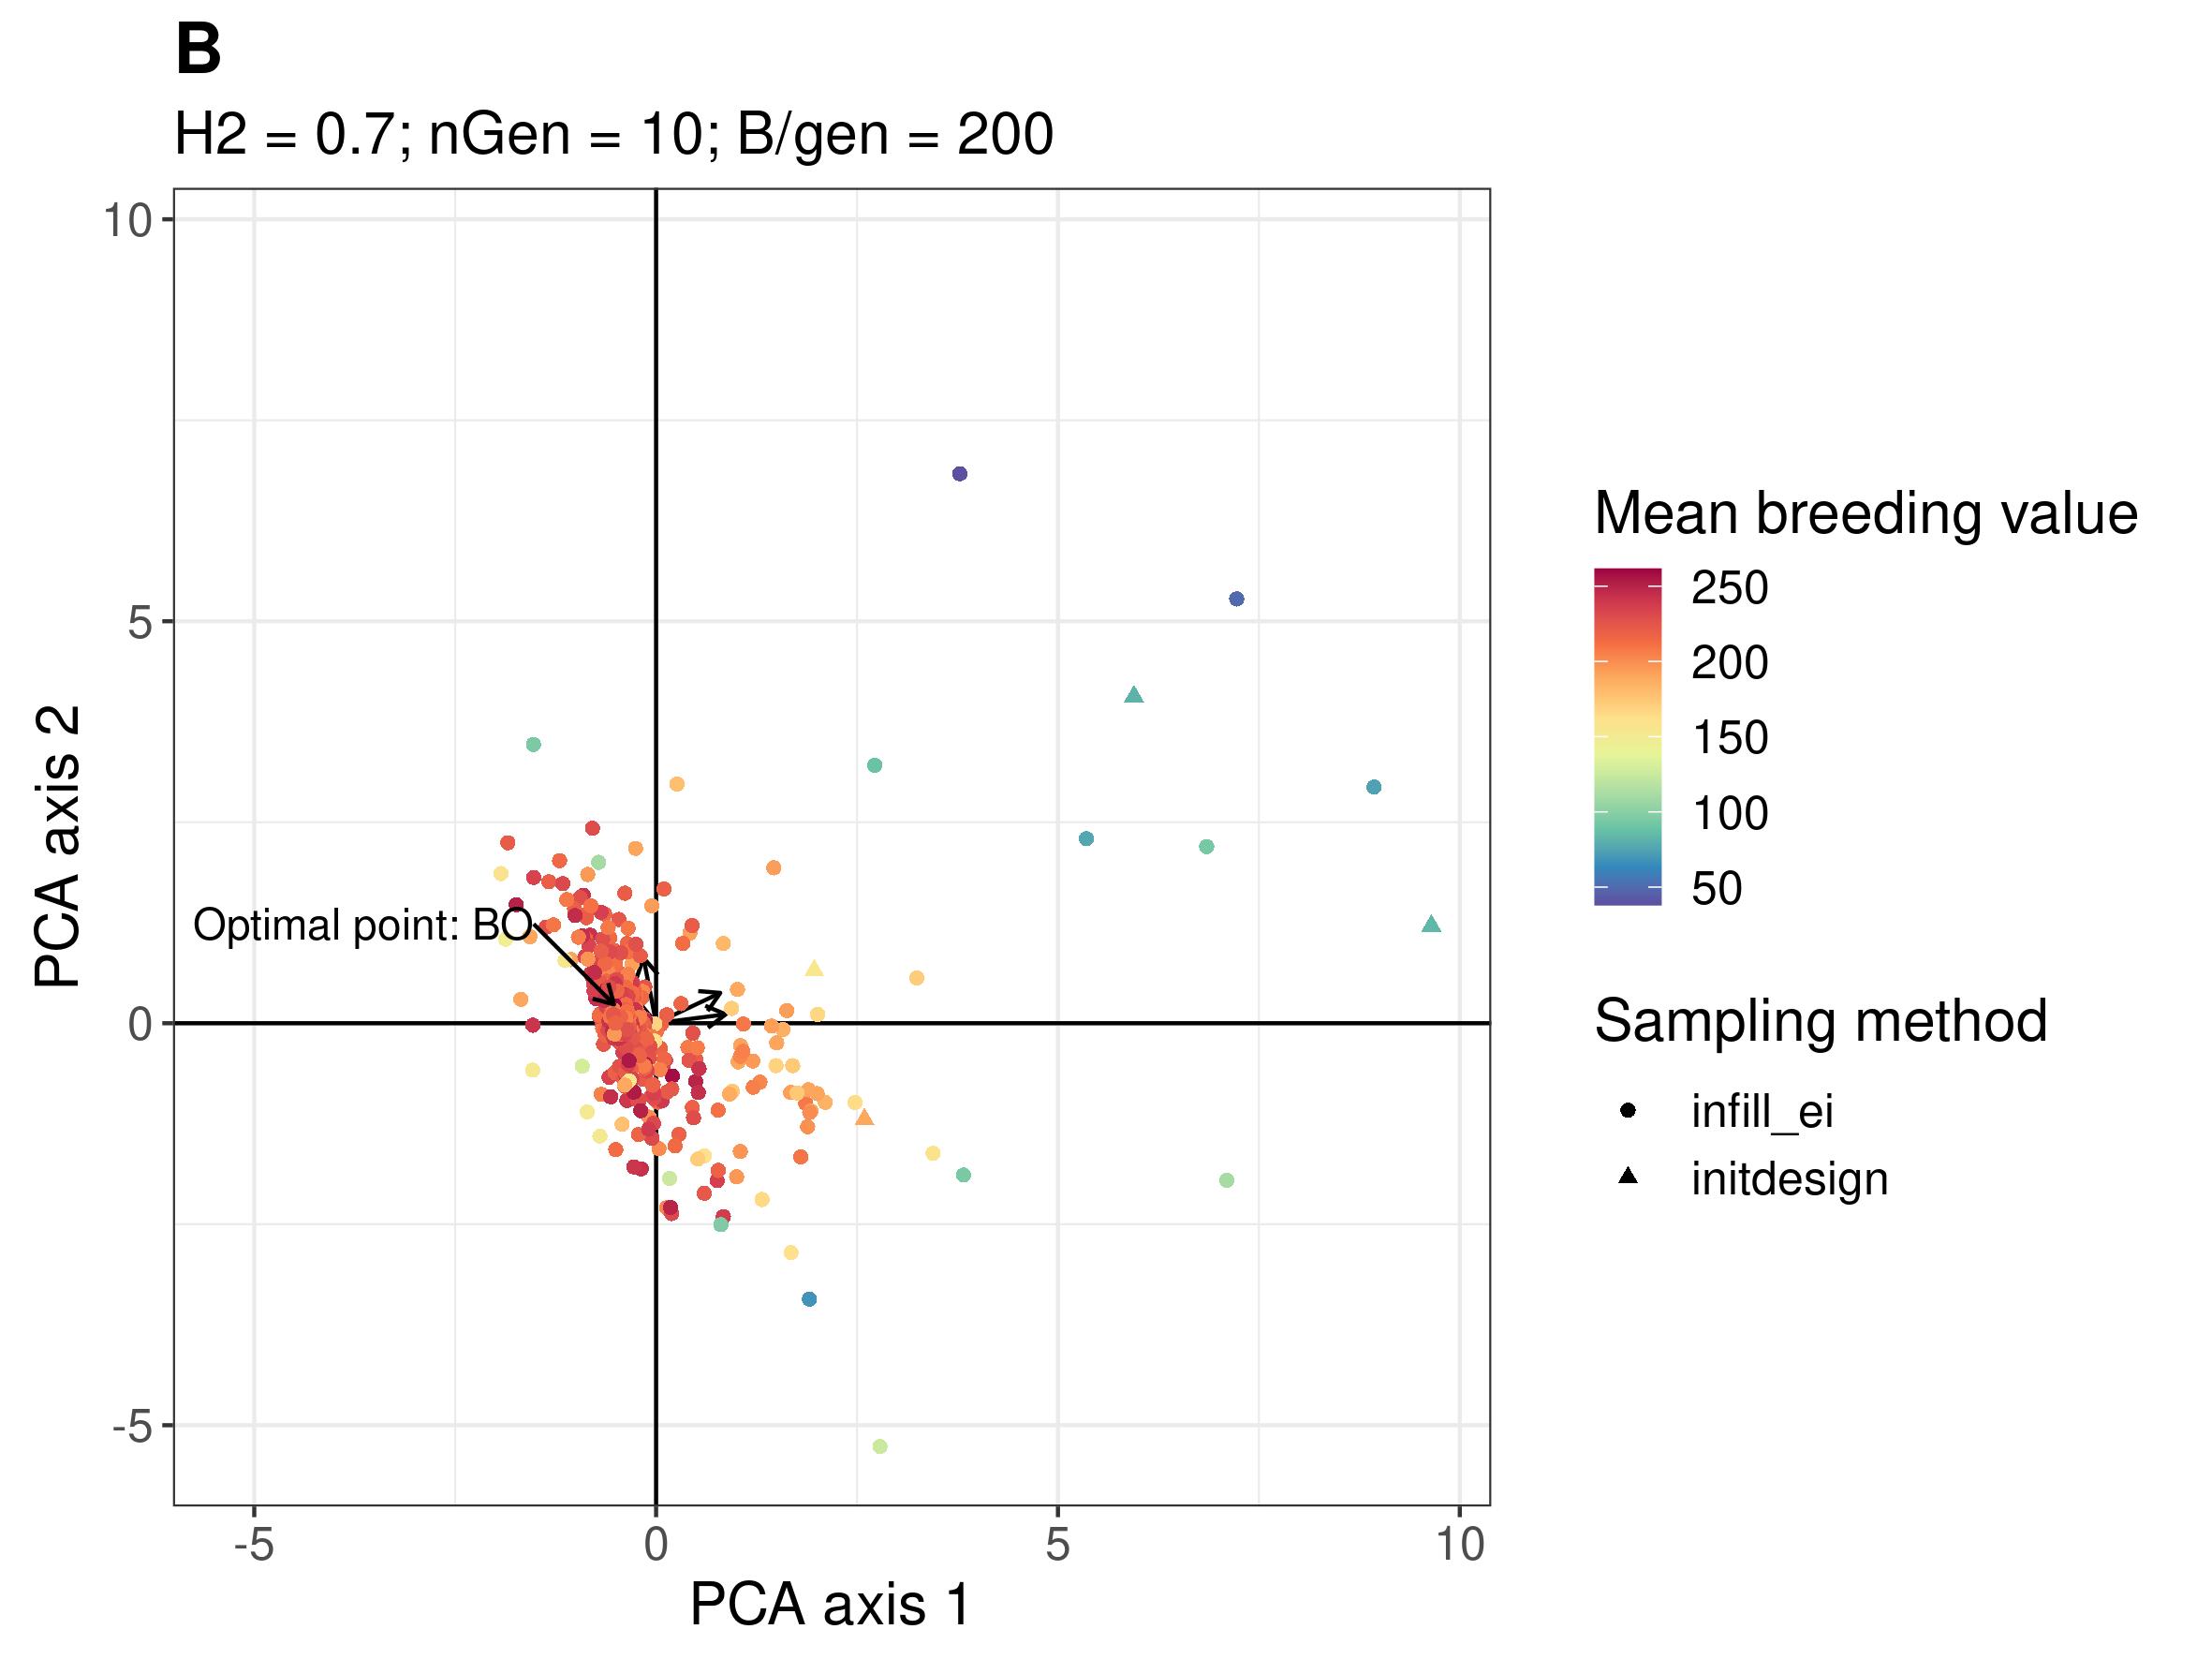 B
H2 = 0.7; nGen = 10; B/gen = 200
10
5
0
-5
PCA axis 2
Optimal point: BO
-5
0
5
10
PCA axis 1
Mean breeding value
250
200
150
100
50
Sampling method
infill_ei
initdesign